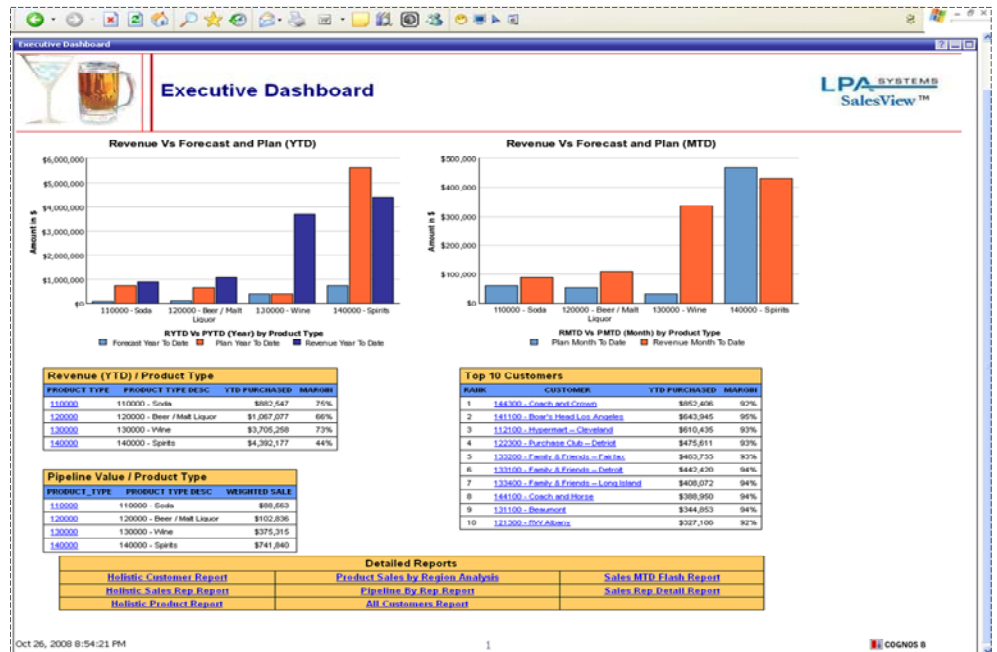 Executive Dashboard
Executive Dashboard
LPA SYSTEMS
SalesView™
Revenue Vs Forecast and Plan (YTD)
$6,000,000
$5,000,000
$4,000,000
$3,000,000
$2,000,000
$1,000,000
$0
Amount in $
110000 - Soda
120000 - Beer / Malt Liquor
130000 - Wine
140000 - Spirits
RYTD Vs PYTD (Year) by Product Type
Forecast Year To Date
Plan Year To Date
Revenue Year To Date
Revenue Vs Forecast and Plan (MTD)
$500,000
$400,000
$300,000
$200,000
$100,000
$0
Amount in $
110000 - Soda
120000 - Beer / Malt Liquor
130000 - Wine
140000 - Spirits
RMTD Vs PMTD (Month) by Product Type
Plan Month To Date
Revenue Month To Date
Revenue (YTD) / Product Type
PRODUCT TYPE PRODUCT TYPE DESC YTD PURCHASED MARGIN
110000 110000 - Soda $882,547 75%
120000 120000 - Beer / Malt Liquor $1,067,077 66%
130000 130000 - Wine $3,705,258 73%
140000 140000 - Spirits $4,392,177 44%
Pipeline Value / Product Type
PRODUCT_TYPE PRODUCT TYPE DESC WEIGHTED SALE
110000 110000 - Soda
120000 120000 - Beer / Malt Liquor $102,836
130000 130000 - Wine $375,315
140000 140000 - Spirits $741,840
Top 10 Customers
RANK CUSTOMER YTD PURCHASED MARGIN
1 144300 - Coach and Crown $852,406 92%
2 141100 - Boar's Head Los Angeles $643,945 95%
3 112100 - Hypermart – Cleveland $610,435 93%
4 122300 - Purchase Club – Detriot $475,611 93%
5 133200 - Family & Friends – Fairfax 93%
6 133100 - Family & Friends – Detroit $442,420 94%
7 133400 - Family & Friends – Long Island $408,072 94%
8 144100 - Coach and Horse $388,950 94%
9 131100 - Beaumont $344,853 94%
10 121300 - Albany $327,100 92%
Detailed Reports
Holistic Customer Report Product Sales by Region Analysis Sales MTD Flash Report
Holistic Sales Rep Report Pipeline By Rep Report Sales Rep Detail Report
Holistic Product Report All Customers Report
Oct 26, 2008 8:54:21 PM
1
COGNOS 8